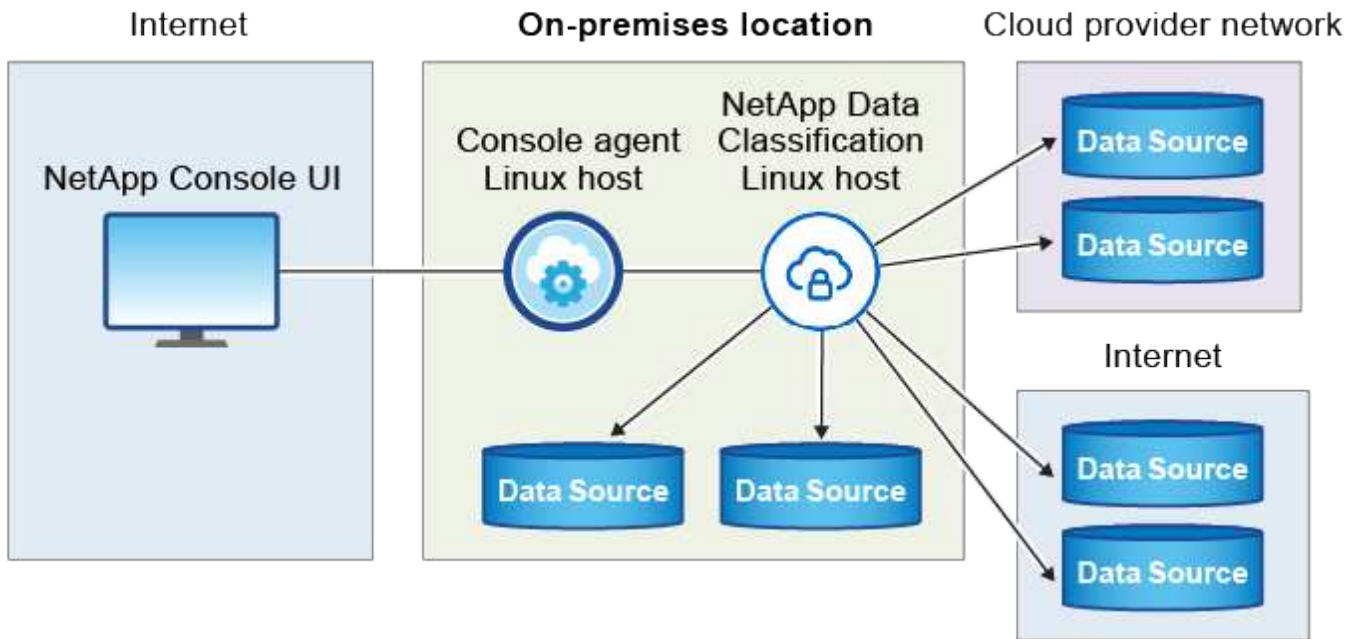 Internet
On-premises location
Cloud provider network
NetApp Console UI
Console agent
Linux host
NetApp Data
Classification
Linux host
Data Source
Data Source
Data Source
Data Source
Internet
Data Source
Data Source